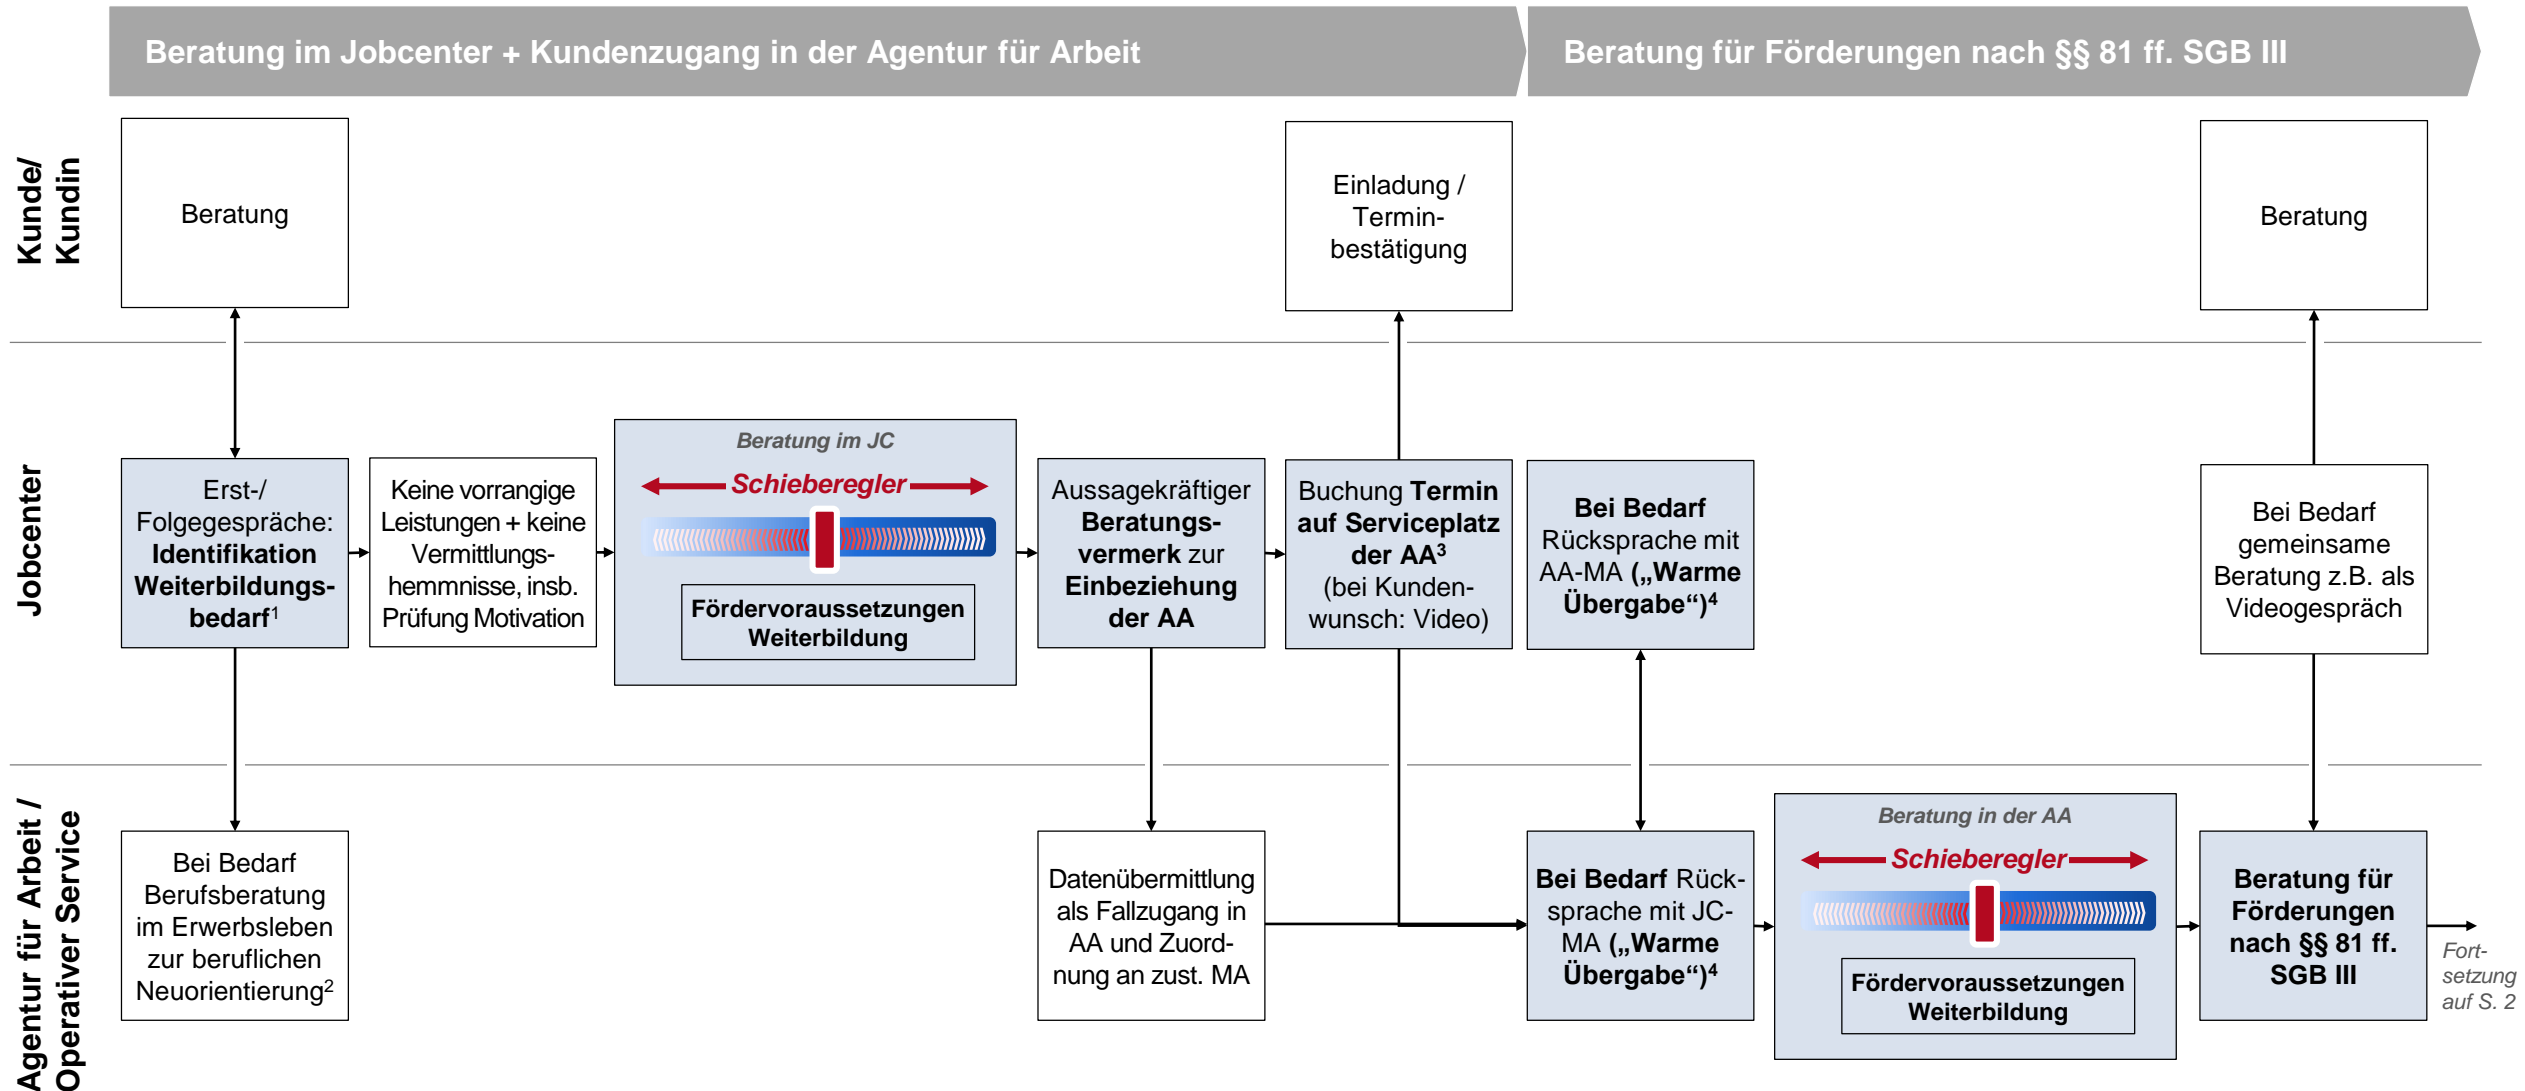 Beratung im Jobcenter + Kundenzugang in der Agentur für Arbeit
Beratung für Förderungen nach §§ 81 ff. SGB III
Kunde/
Kundin
Beratung
Einladung /
Termin-
bestätigung
Beratung
Jobcenter
Erst-/
Folgegespräche:
Identifikation
Weiterbildungs-
bedarf¹
Keine vorrangige
Leistungen + keine
Vermittlungs-
hemmnisse, insb.
Prüfung Motivation
Beratung im JC
Schieberegler
Fördervoraussetzungen
Weiterbildung
Aussagekräftiger
Beratungs-
vermerk zur
Einbeziehung
der AA
Buchung Termin
auf Serviceplatz
der AA³
(bei Kunden-
wunsch: Video)
Bei Bedarf
Rücksprache mit
AA-MA („Warme
Übergabe“)⁴
Bei Bedarf
gemeinsame
Beratung z.B. als
Videogespräch
Agentur für Arbeit /
Operativer Service
Bei Bedarf
Berufsberatung
im Erwerbsleben
zur beruflichen
Neuorientierung²
Datenübermittlung
als Fallzugang in
AA und Zuord-
nung an zust. MA
Bei Bedarf Rück-
sprache mit JC-
MA („Warme
Übergabe“)⁴
Beratung in der AA
Schieberegler
Fördervoraussetzungen
Weiterbildung
Beratung für
Förderungen
nach §§ 81 ff.
SGB III
Fort-
setzung
auf S. 2